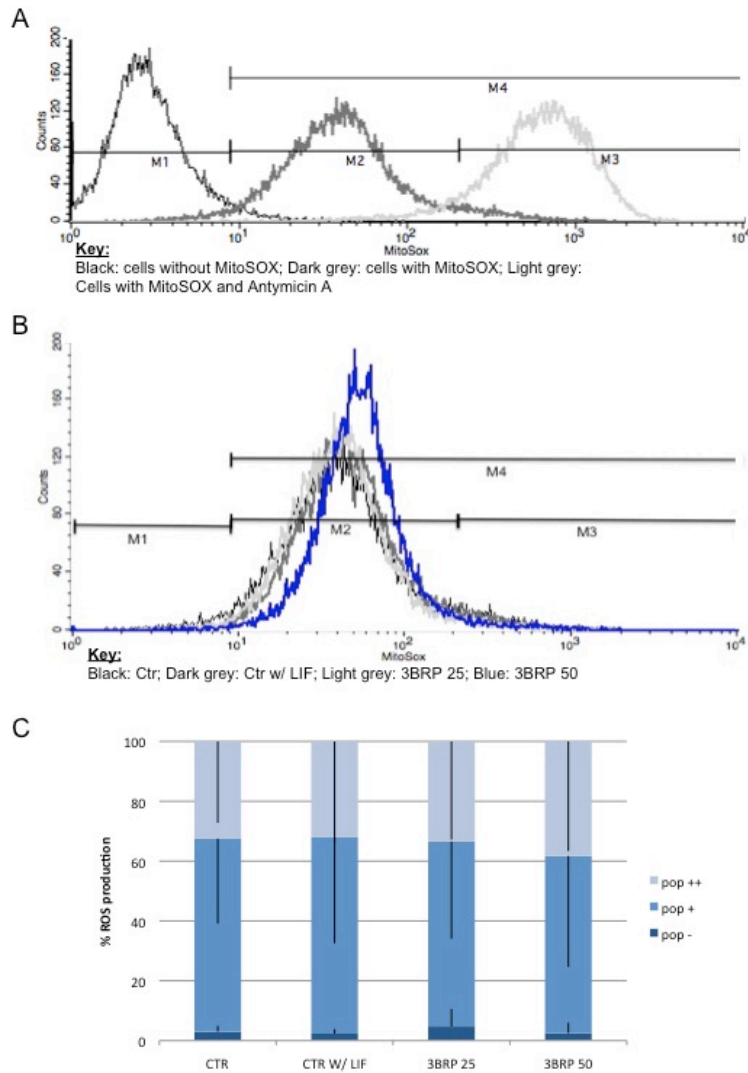 A
Counts
200
160
120
80
40
0
M4
M1
M2
M3
10⁰
10¹
10²
10³
10⁴
MitoSox
Key:
Black: cells without MitoSOX; Dark grey: cells with MitoSOX; Light grey:
Cells with MitoSOX and Antymicin A
B
Counts
200
160
120
80
40
0
M4
M1
M2
M3
10⁰
10¹
10²
10³
10⁴
MitoSox
Key:
Black: Ctr; Dark grey: Ctr w/ LIF; Light grey: 3BRP 25; Blue: 3BRP 50
C
% ROS production
100
80
60
40
20
0
CTR
CTR W/ LIF
3BRP 25
3BRP 50
pop ++
pop +
pop -